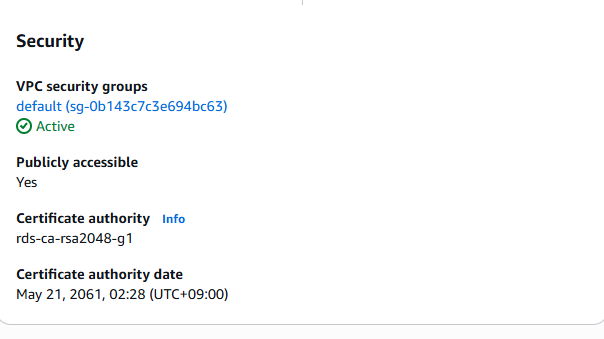 Security
VPC security groups
default (sg-0b143c7c3e694bc63)
Active
Publicly accessible
Yes
Certificate authority Info
rds-ca-rsa2048-g1
Certificate authority date
May 21, 2061, 02:28 (UTC+09:00)